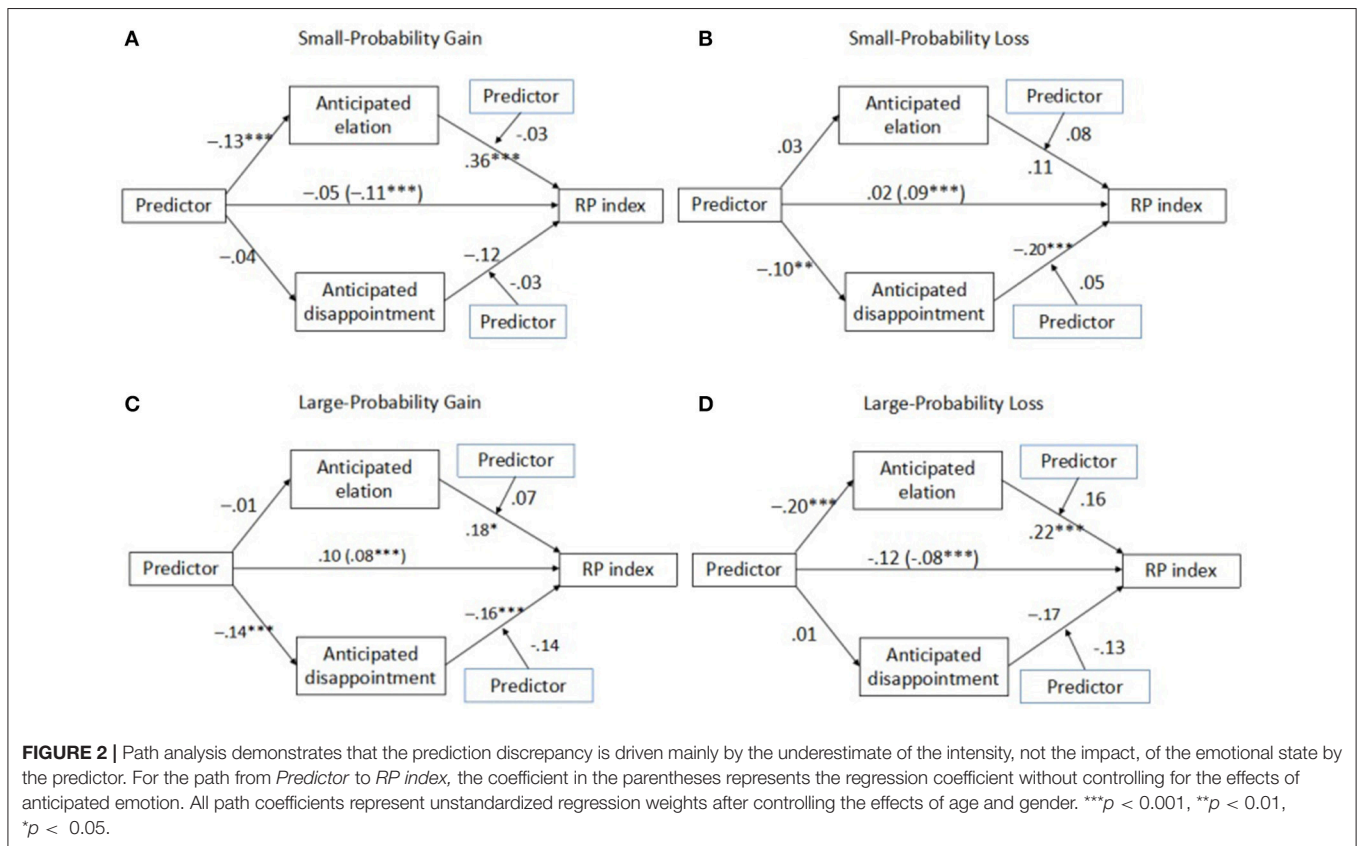 A
Small-Probability Gain
Anticipated
elation
Predictor
–.13***
-.03
.36***
–.05 (–.11***)
Predictor
RP index
–.04
–.12
-.03
Anticipated
disappointment
Predictor
B
Small-Probability Loss
Anticipated
elation
Predictor
.03
.08
.11
.02 (.09***)
Predictor
RP index
–.10**
–.20***
.05
Anticipated
disappointment
Predictor
C
Large-Probability Gain
Anticipated
elation
Predictor
–.01
.07
.18*
.10 (.08***)
Predictor
RP index
–.14***
–.16***
-.14
Anticipated
disappointment
Predictor
D
Large-Probability Loss
Anticipated
elation
Predictor
–.20***
.16
.22***
-.12 (-.08***)
Predictor
RP index
.01
–.17
-.13
Anticipated
disappointment
Predictor
FIGURE 2 | Path analysis demonstrates that the prediction discrepancy is driven mainly by the underestimate of the intensity, not the impact, of the emotional state by
the predictor. For the path from Predictor to RP index, the coefficient in the parentheses represents the regression coefficient without controlling for the effects of
anticipated emotion. All path coefficients represent unstandardized regression weights after controlling the effects of age and gender. ***p < 0.001, **p < 0.01,
*p < 0.05.